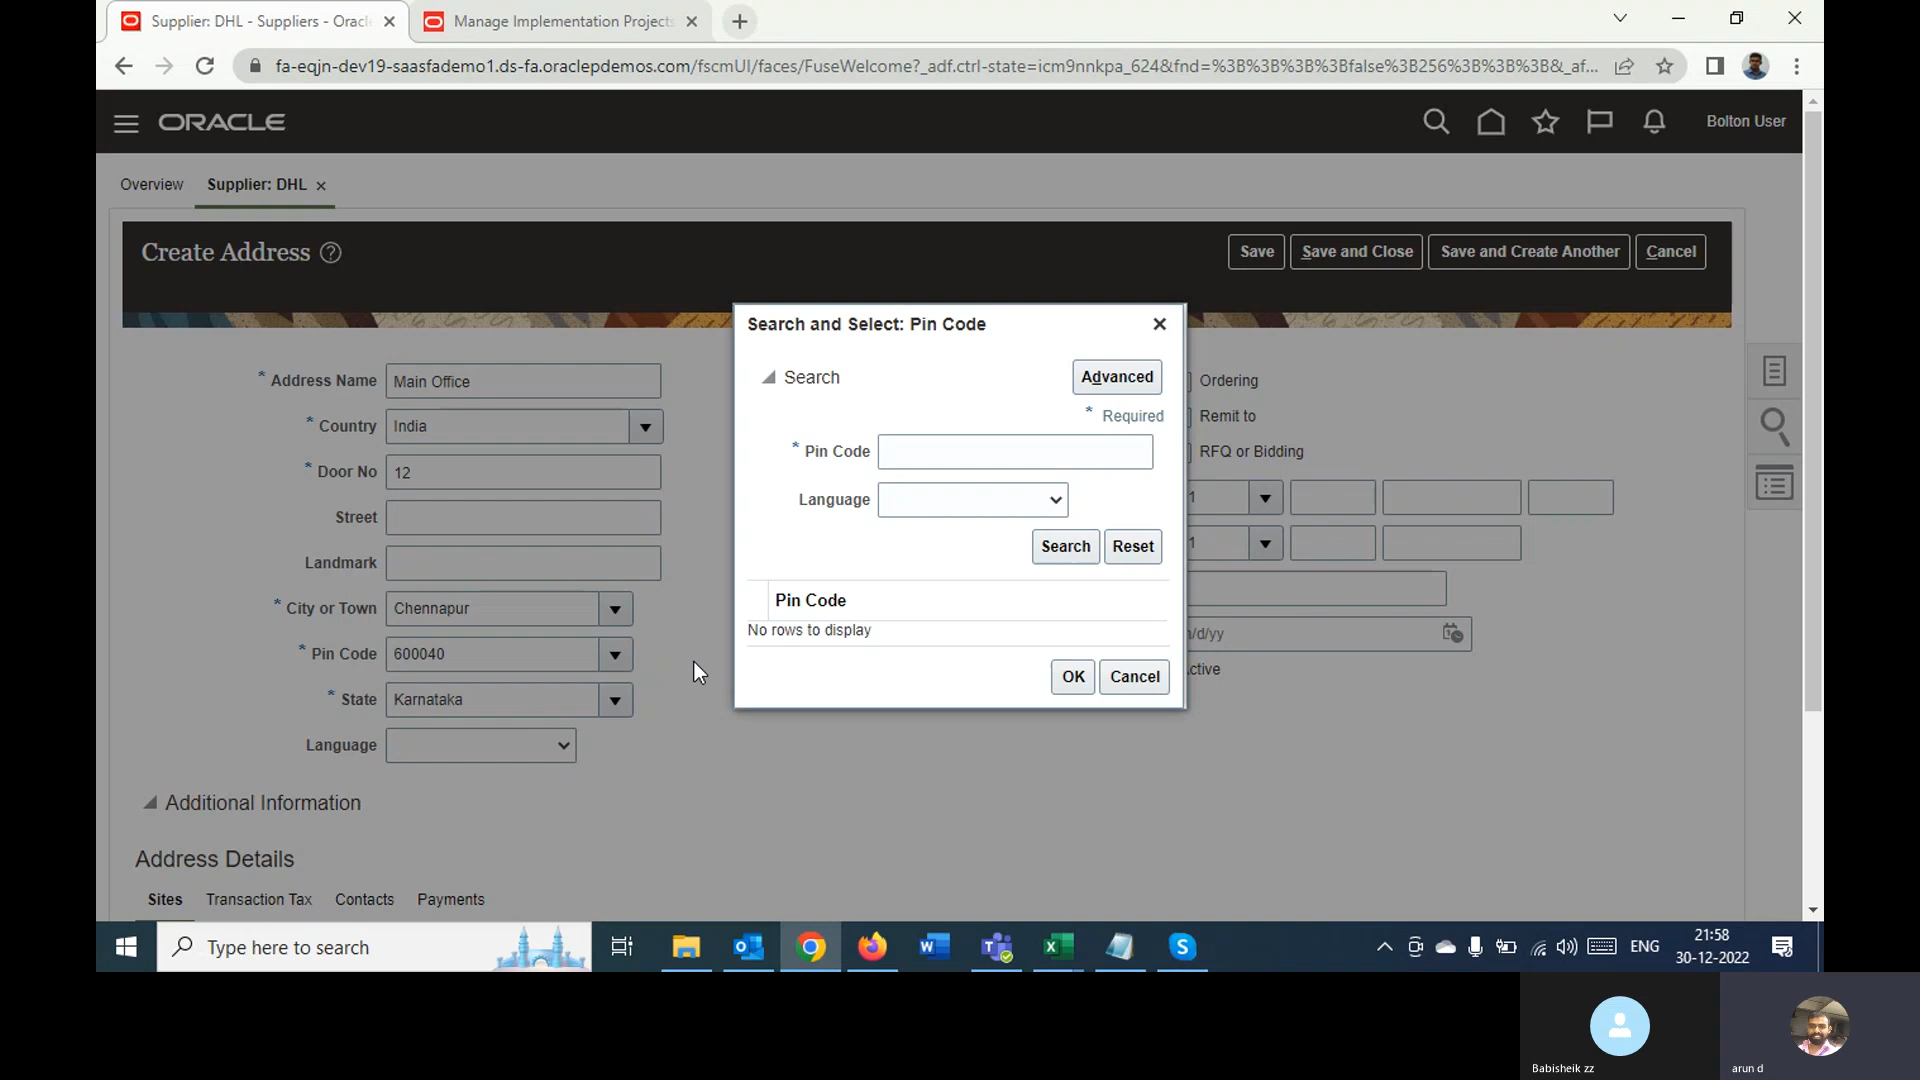 Supplier: DHL - Suppliers - Oracle
Manage Implementation Projects
fa-eqjn-dev19-saasfademo1.ds-fa.oraclepdemos.com/fscmUI/faces/FuseWelcome?_adf.ctrl-state=icm9nnkpa_624&fnd=%3B%3B%3B%3Bfalse%3B256%3B%3B%3B&_af...
ORACLE
Bolton User
Overview
Supplier: DHL
Create Address
Save
Save and Close
Save and Create Another
Cancel
Search and Select: Pin Code
Search
Advanced
* Required
* Pin Code
Language
Search
Reset
Pin Code
No rows to display
OK
Cancel
* Address Name Main Office
* Country India
* Door No 12
Street
Landmark
* City or Town Chennapur
* Pin Code 600040
* State Karnataka
Language
Ordering
Remit to
RFQ or Bidding
1
1
/d/yy
ctive
Additional Information
Address Details
Sites
Transaction Tax
Contacts
Payments
Type here to search
ENG
21:58
30-12-2022
Babisheik zz
arun d